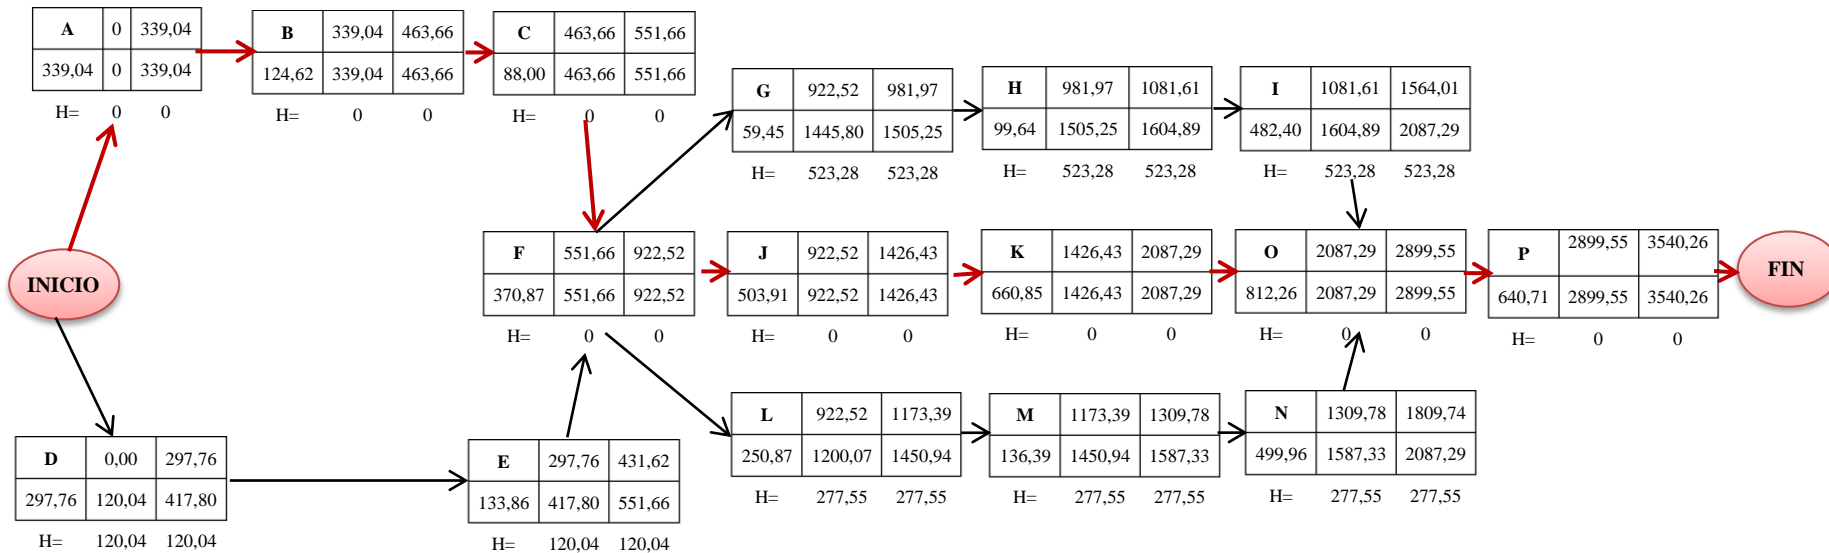 A 0 339,04
339,04 0 339,04
H= 0 0
B 339,04 463,66
124,62 339,04 463,66
H= 0 0
C 463,66 551,66
88,00 463,66 551,66
H= 0 0
G 922,52 981,97
59,45 1445,80 1505,25
H= 523,28 523,28
H 981,97 1081,61
99,64 1505,25 1604,89
H= 523,28 523,28
I 1081,61 1564,01
482,40 1604,89 2087,29
H= 523,28 523,28
INICIO
F 551,66 922,52
370,87 551,66 922,52
H= 0 0
J 922,52 1426,43
503,91 922,52 1426,43
H= 0 0
K 1426,43 2087,29
660,85 1426,43 2087,29
H= 0 0
O 2087,29 2899,55
812,26 2087,29 2899,55
H= 0 0
P 2899,55 3540,26
640,71 2899,55 3540,26
H= 0 0
FIN
D 0,00 297,76
297,76 120,04 417,80
H= 120,04 120,04
E 297,76 431,62
133,86 417,80 551,66
H= 120,04 120,04
L 922,52 1173,39
250,87 1200,07 1450,94
H= 277,55 277,55
M 1173,39 1309,78
136,39 1450,94 1587,33
H= 277,55 277,55
N 1309,78 1809,74
499,96 1587,33 2087,29
H= 277,55 277,55